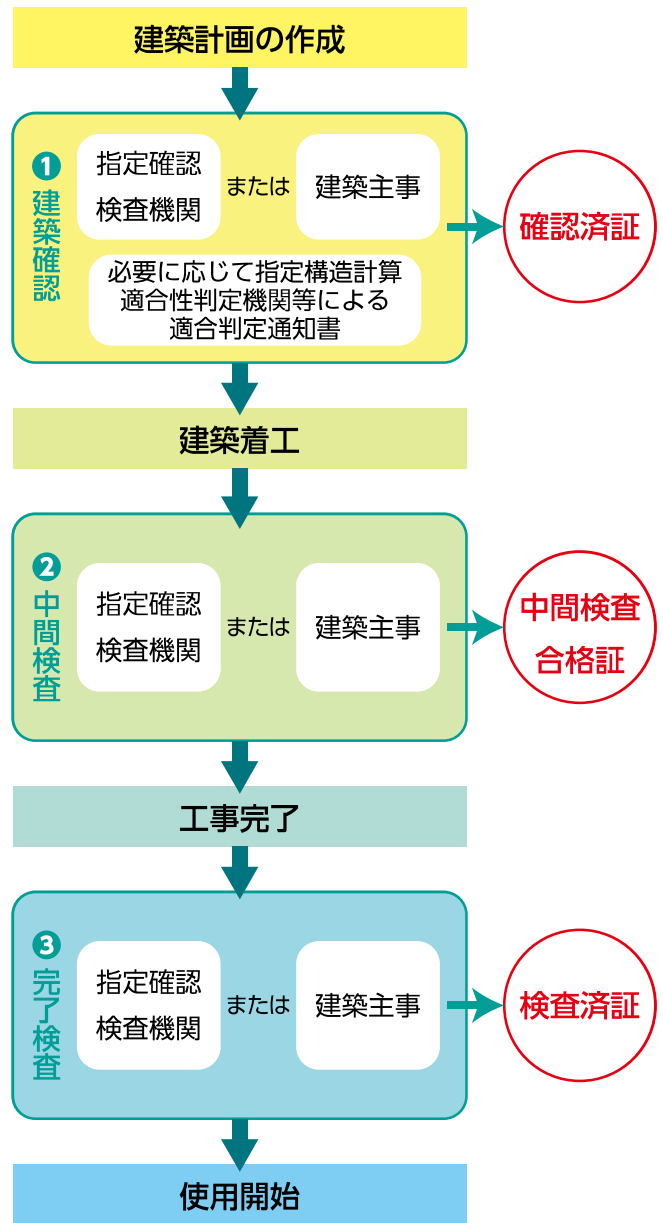 建築計画の作成
❶建築確認
指定確認
検査機関
または
建築主事
必要に応じて指定構造計算
適合性判定機関等による
適合判定通知書
確認済証
建築着工
❷中間検査
指定確認
検査機関
または
建築主事
中間検査
合格証
工事完了
❸完了検査
指定確認
検査機関
または
建築主事
検査済証
使用開始